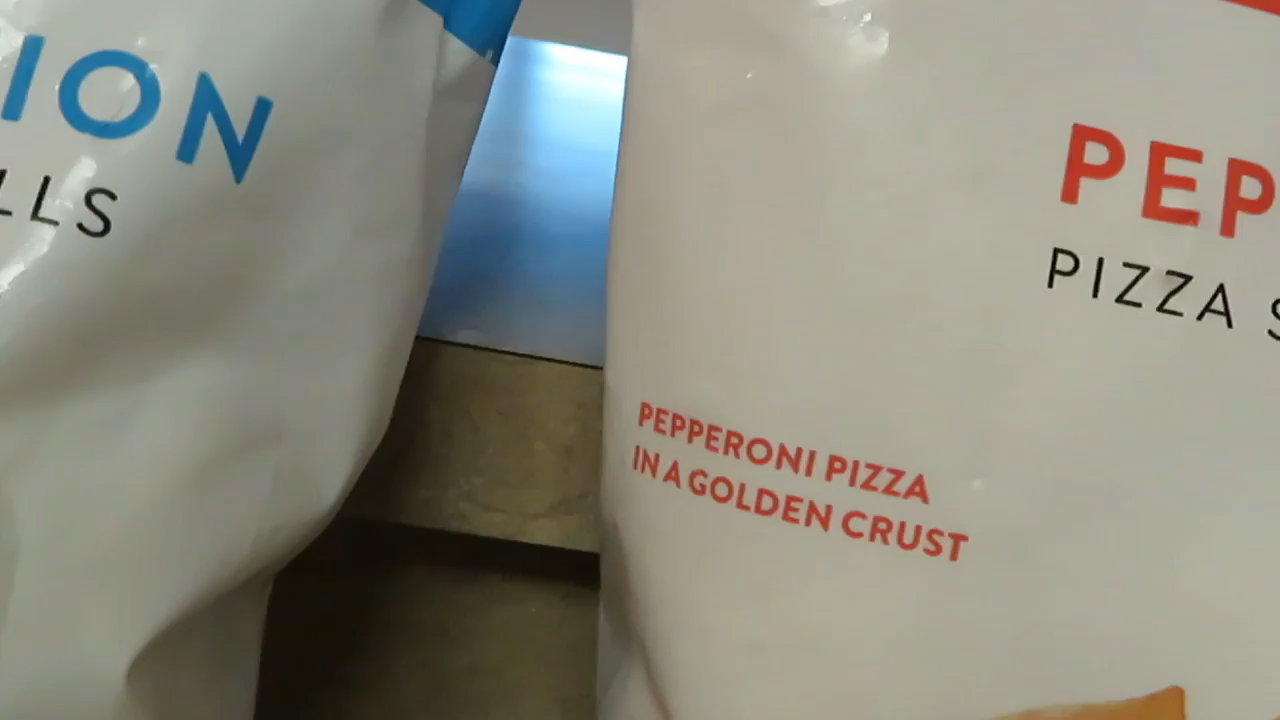 ION
LLS
PEP
PIZZA S
PEPPERONI PIZZA
IN A GOLDEN CRUST